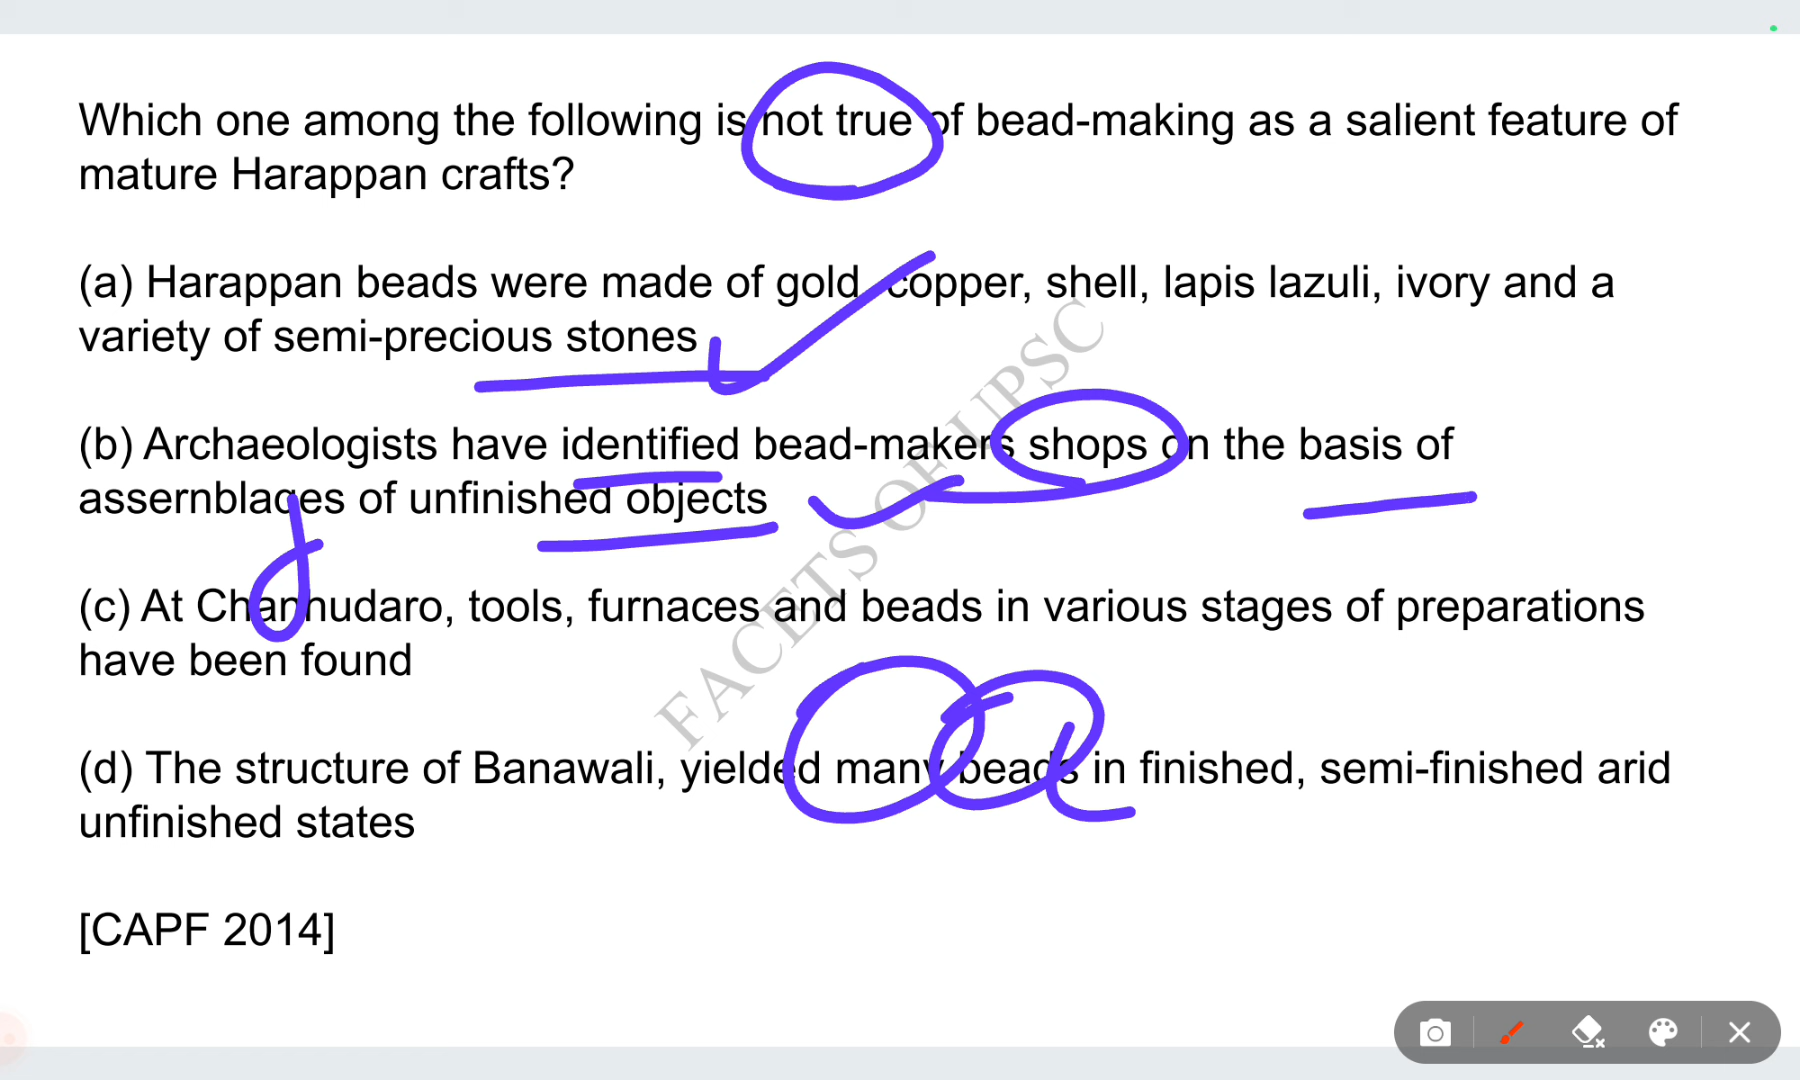 Which one among the following is not true of bead-making as a salient feature of
mature Harappan crafts?
(a) Harappan beads were made of gold, copper, shell, lapis lazuli, ivory and a
variety of semi-precious stones
(b) Archaeologists have identified bead-makers shops on the basis of
assernblages of unfinished objects
(c) At Chanhudaro, tools, furnaces and beads in various stages of preparations
have been found
(d) The structure of Banawali, yielded many beads in finished, semi-finished arid
unfinished states
[CAPF 2014]
FACETS OF UPSC